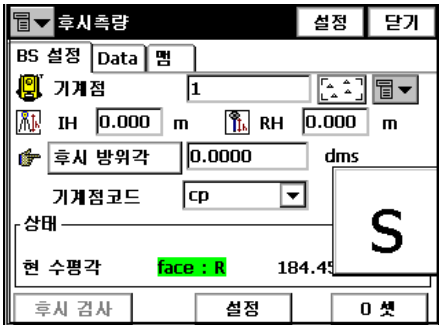 후시측량 설정 닫기
BS 설정 Data 맵
기계점 1
IH 0.000 m RH 0.000 m
후시 방위각 0.0000 dms
기계점코드 cp
S
상태
현 수평각 face : R 184.45
후시 검사 설정 0 셋